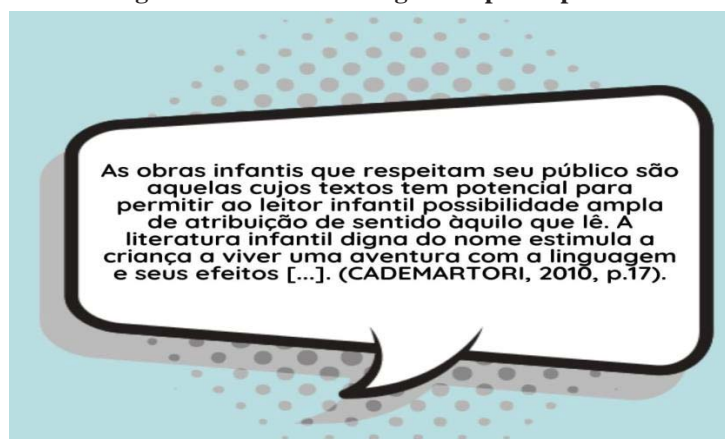 As obras infantis que respeitam seu público são
aquelas cujos textos tem potencial para
permitir ao leitor infantil possibilidade ampla
de atribuição de sentido àquilo que lê. A
literatura infantil digna do nome estimula a
criança a viver uma aventura com a linguagem
e seus efeitos [...]. (CADEMARTORI, 2010, p.17).